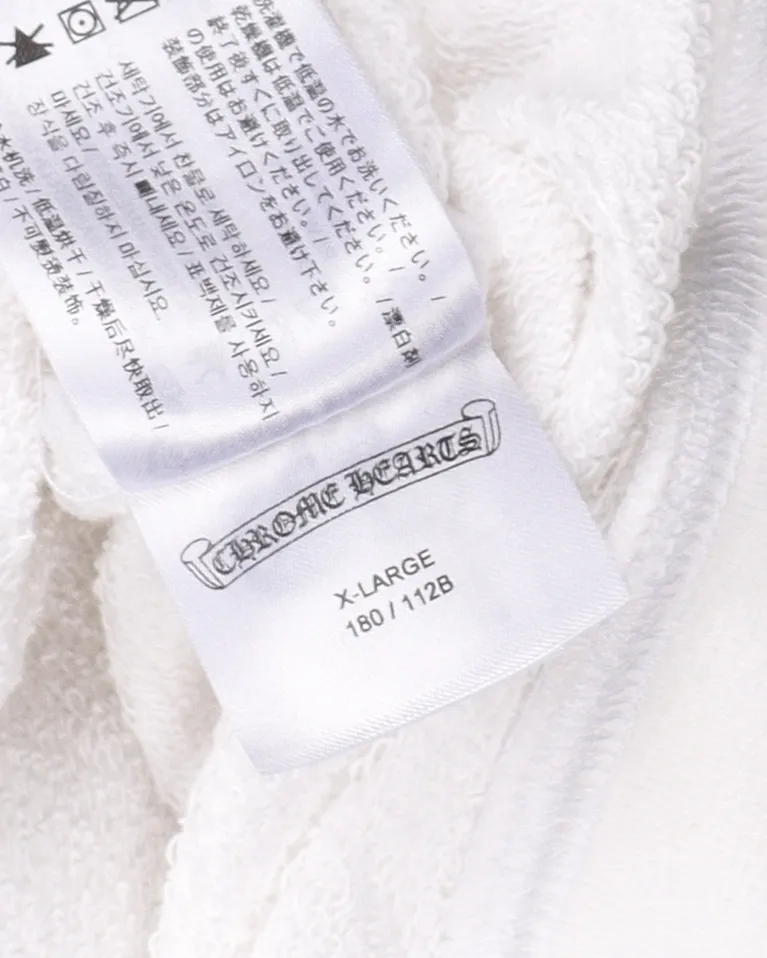 洗濯機で低温の水でお洗いください。/
乾燥機は低温でご使用ください。/
終了後すぐに取り出してください。/ 漂白剤
の使用はお避けください。/
装飾部分はアイロンをお避け下さい。
세탁기에서 찬물로 세탁하세요/
건조기에서 낮은 온도로 건조시키세요/
건조 후 즉시 ■내세요/표백제를 사용하지
마세요/
장식을 다림질하지 마십시요.
水机洗/低温烘干/干燥后尽快取出/
白/不可熨烫装饰。
CHROME HEARTS
X-LARGE
180 / 112B